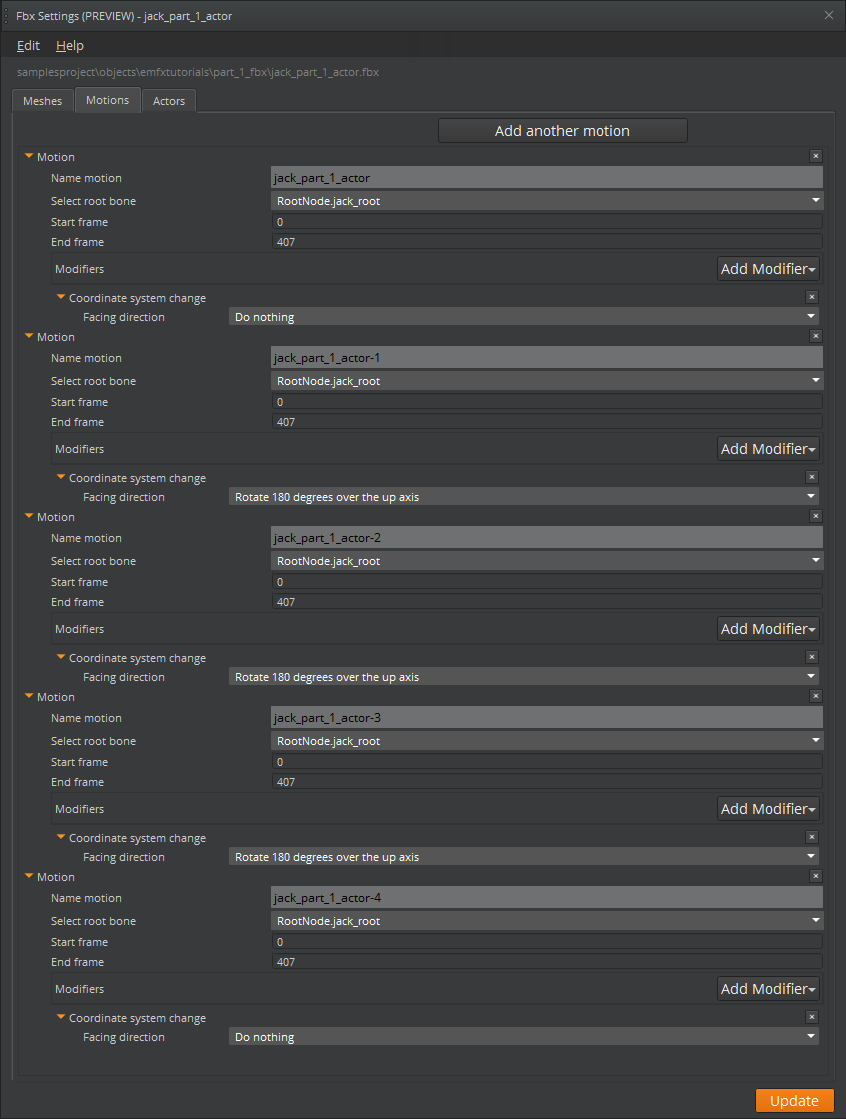 Fbx Settings (PREVIEW) - jack_part_1_actor
Edit Help
samplesproject\objects\emfxtutorials\part_1_fbx\jack_part_1_actor.fbx
Meshes Motions Actors
Add another motion
Motion
Name motion jack_part_1_actor
Select root bone RootNode.jack_root
Start frame 0
End frame 407
Modifiers Add Modifier
Coordinate system change
Facing direction Do nothing
Motion
Name motion jack_part_1_actor-1
Select root bone RootNode.jack_root
Start frame 0
End frame 407
Modifiers Add Modifier
Coordinate system change
Facing direction Rotate 180 degrees over the up axis
Motion
Name motion jack_part_1_actor-2
Select root bone RootNode.jack_root
Start frame 0
End frame 407
Modifiers Add Modifier
Coordinate system change
Facing direction Rotate 180 degrees over the up axis
Motion
Name motion jack_part_1_actor-3
Select root bone RootNode.jack_root
Start frame 0
End frame 407
Modifiers Add Modifier
Coordinate system change
Facing direction Rotate 180 degrees over the up axis
Motion
Name motion jack_part_1_actor-4
Select root bone RootNode.jack_root
Start frame 0
End frame 407
Modifiers Add Modifier
Coordinate system change
Facing direction Do nothing
Update